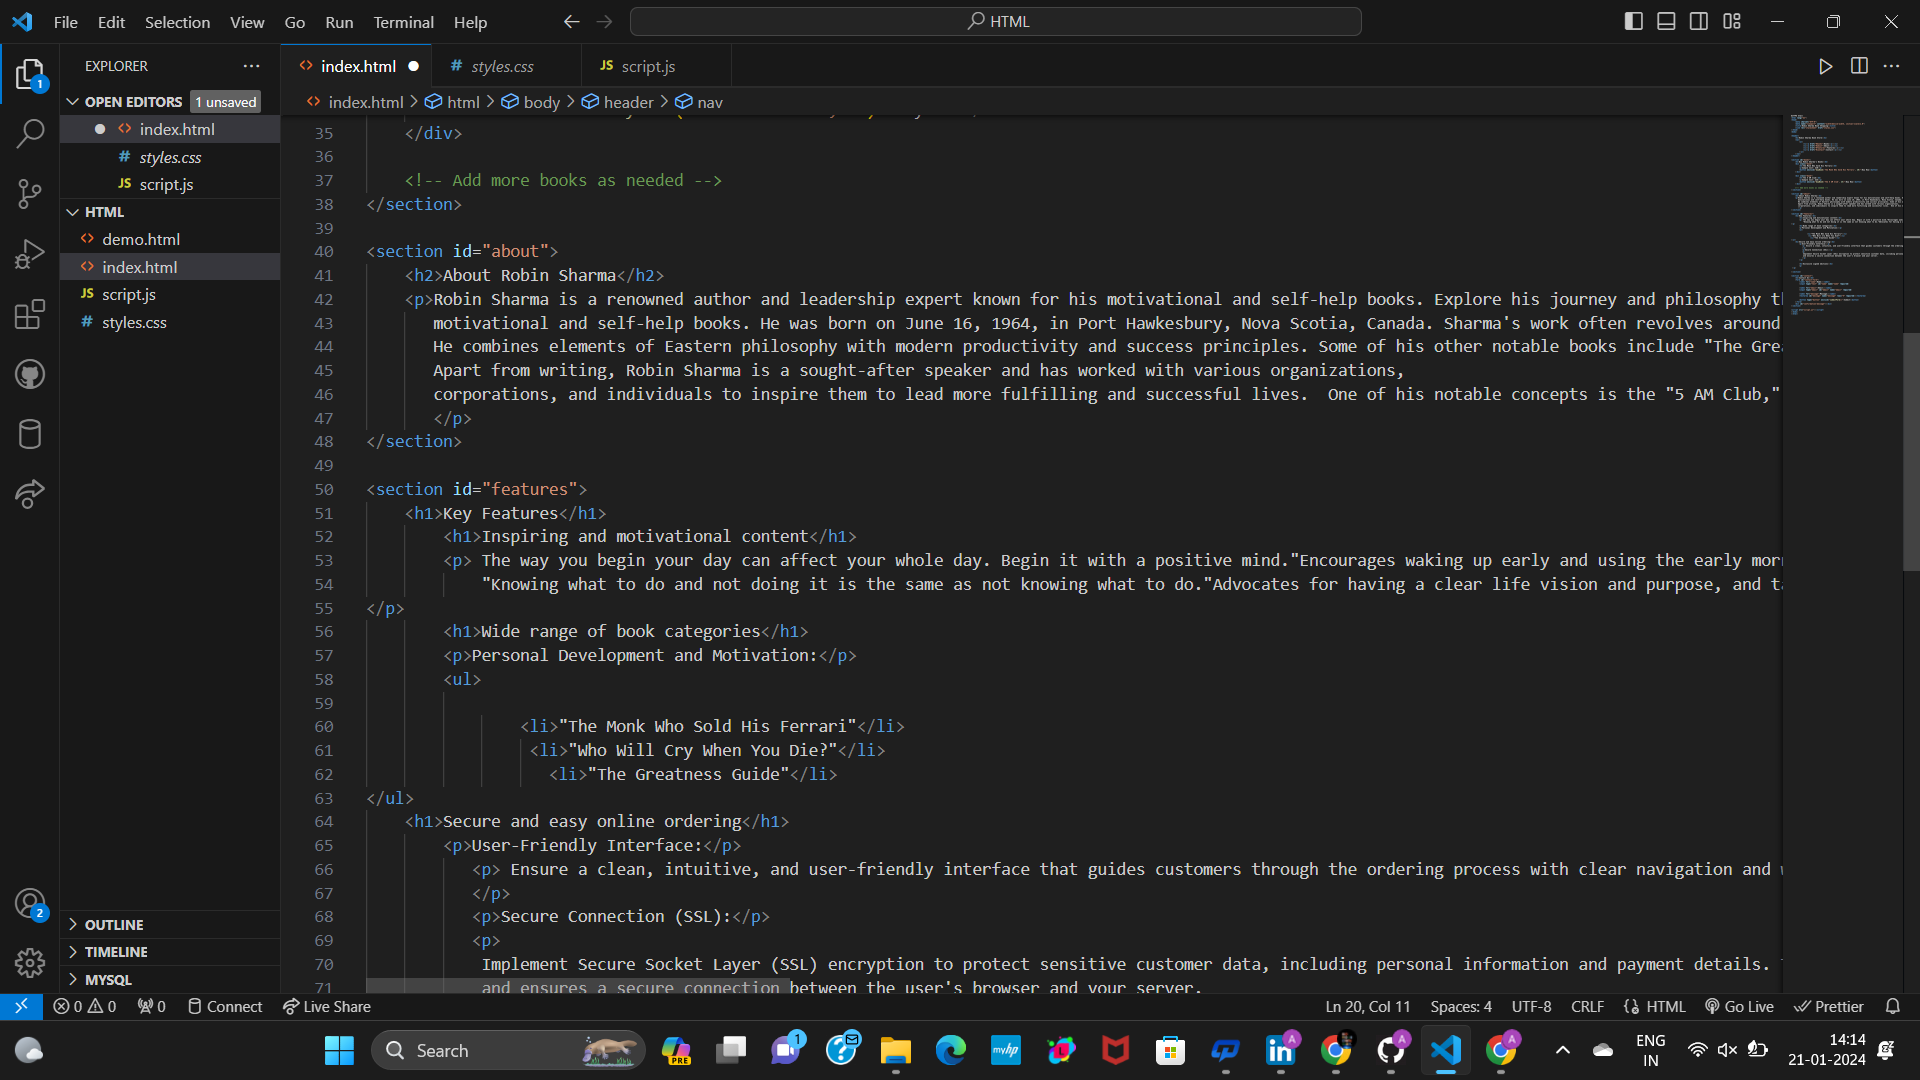 File Edit Selection View Go Run Terminal Help
HTML
EXPLORER
index.html
# styles.css
JS script.js
OPEN EDITORS 1 unsaved
index.html > html > body > header > nav
index.html
# styles.css
JS script.js
HTML
demo.html
index.html
JS script.js
# styles.css
OUTLINE
TIMELINE
MYSQL
35 </div>
36
37 <!-- Add more books as needed -->
38 </section>
39
40 <section id="about">
41 <h2>About Robin Sharma</h2>
42 <p>Robin Sharma is a renowned author and leadership expert known for his motivational and self-help books. Explore his journey and philosophy
43 motivational and self-help books. He was born on June 16, 1964, in Port Hawkesbury, Nova Scotia, Canada. Sharma's work often revolves around
44 He combines elements of Eastern philosophy with modern productivity and success principles. Some of his other notable books include "The
45 Apart from writing, Robin Sharma is a sought-after speaker and has worked with various organizations,
46 corporations, and individuals to inspire them to lead more fulfilling and successful lives.  One of his notable concepts is the "5 AM Club,"
47 </p>
48 </section>
49
50 <section id="features">
51 <h1>Key Features</h1>
52 <h1>Inspiring and motivational content</h1>
53 <p> The way you begin your day can affect your whole day. Begin it with a positive mind."Encourages waking up early and using the early
54 "Knowing what to do and not doing it is the same as not knowing what to do."Advocates for having a clear life vision and purpose, and
55 </p>
56 <h1>Wide range of book categories</h1>
57 <p>Personal Development and Motivation:</p>
58 <ul>
59
60 <li>"The Monk Who Sold His Ferrari"</li>
61 <li>"Who Will Cry When You Die?"</li>
62 <li>"The Greatness Guide"</li>
63 </ul>
64 <h1>Secure and easy online ordering</h1>
65 <p>User-Friendly Interface:</p>
66 <p> Ensure a clean, intuitive, and user-friendly interface that guides customers through the ordering process with clear navigation and
67 </p>
68 <p>Secure Connection (SSL):</p>
69 <p>
70 Implement Secure Socket Layer (SSL) encryption to protect sensitive customer data, including personal information and payment details.
71 and ensures a secure connection between the user's browser and your server.
0 0 0 Connect Live Share
Ln 20, Col 11 Spaces: 4 UTF-8 CRLF HTML Go Live Prettier
Search
PRE
myhp
ENG
IN
14:14
21-01-2024